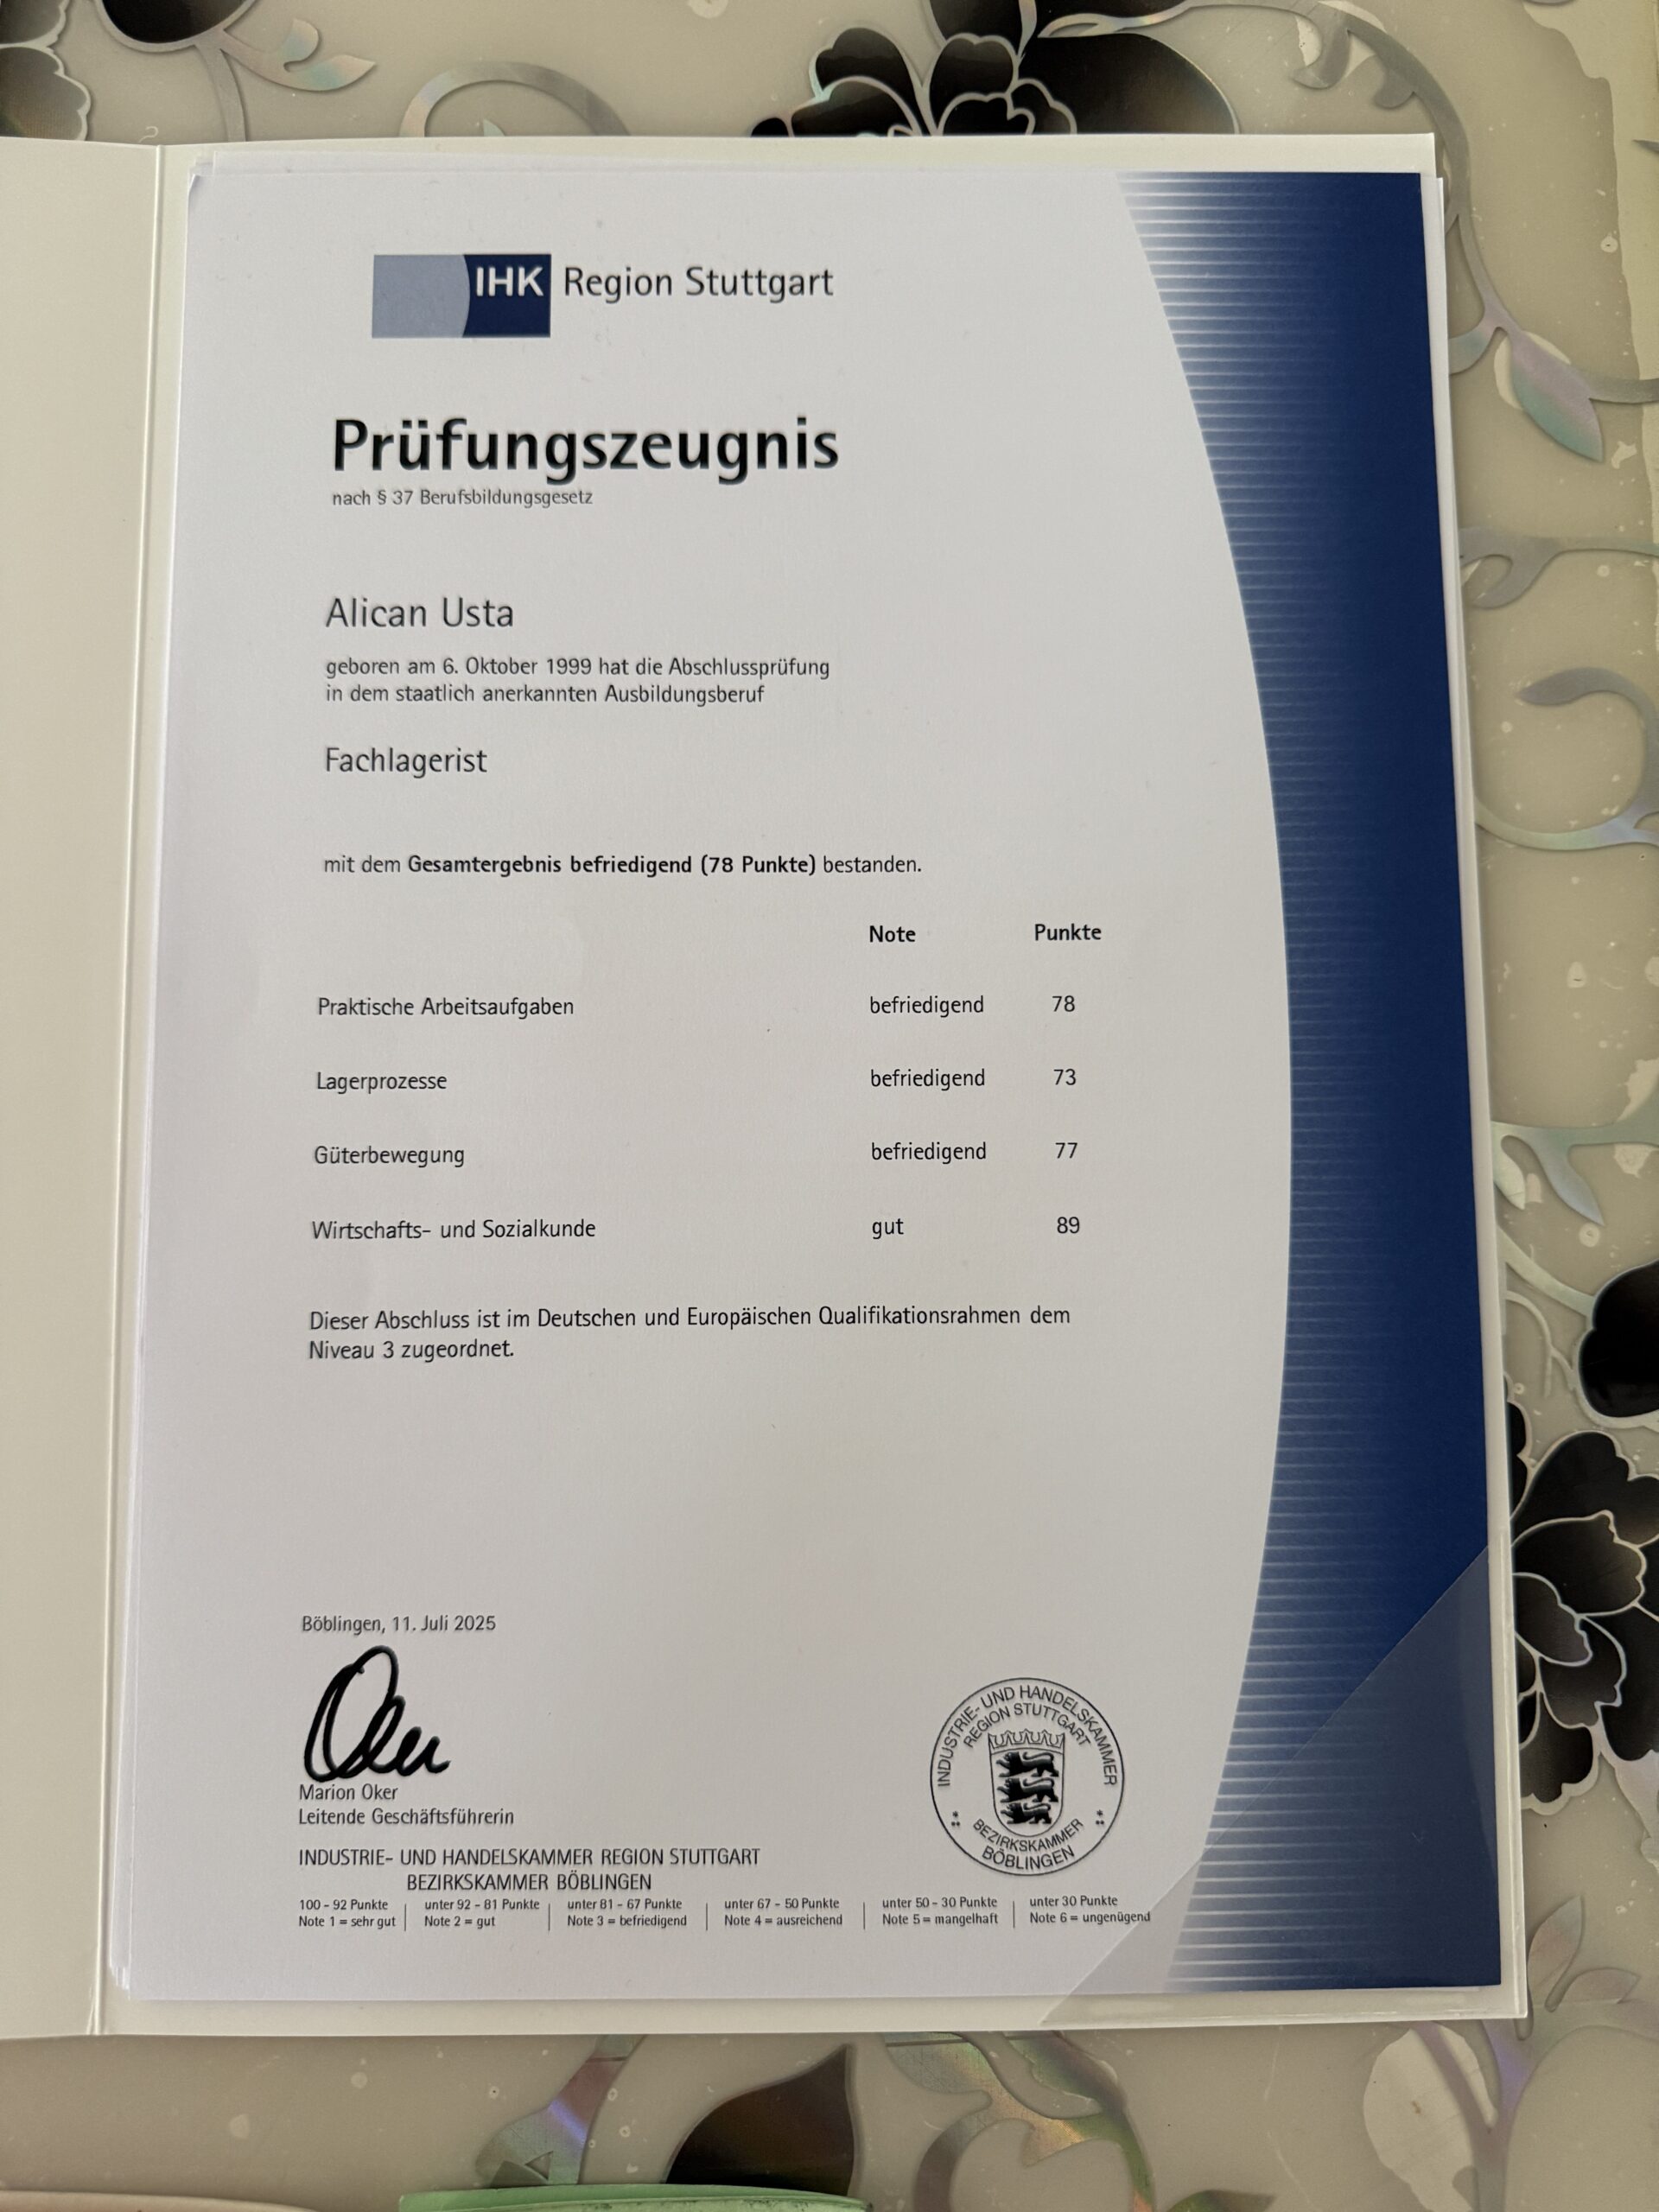 IHK Region Stuttgart
Prüfungszeugnis
nach § 37 Berufsbildungsgesetz
Alican Usta
geboren am 6. Oktober 1999 hat die Abschlussprüfung
in dem staatlich anerkannten Ausbildungsberuf
Fachlagerist
mit dem Gesamtergebnis befriedigend (78 Punkte) bestanden.
Note Punkte
Praktische Arbeitsaufgaben befriedigend 78
Lagerprozesse befriedigend 73
Güterbewegung befriedigend 77
Wirtschafts- und Sozialkunde gut 89
Dieser Abschluss ist im Deutschen und Europäischen Qualifikationsrahmen dem
Niveau 3 zugeordnet.
Böblingen, 11. Juli 2025
Oker
Marion Oker
Leitende Geschäftsführerin
INDUSTRIE- UND HANDELSKAMMER REGION STUTTGART
BEZIRKSKAMMER BÖBLINGEN
INDUSTRIE- UND HANDELSKAMMER
REGION STUTTGART
BEZIRKSKAMMER
BÖBLINGEN
100 - 92 Punkte unter 92 - 81 Punkte unter 81 - 67 Punkte unter 67 - 50 Punkte unter 50 - 30 Punkte unter 30 Punkte
Note 1 = sehr gut Note 2 = gut Note 3 = befriedigend Note 4 = ausreichend Note 5 = mangelhaft Note 6 = ungenügend